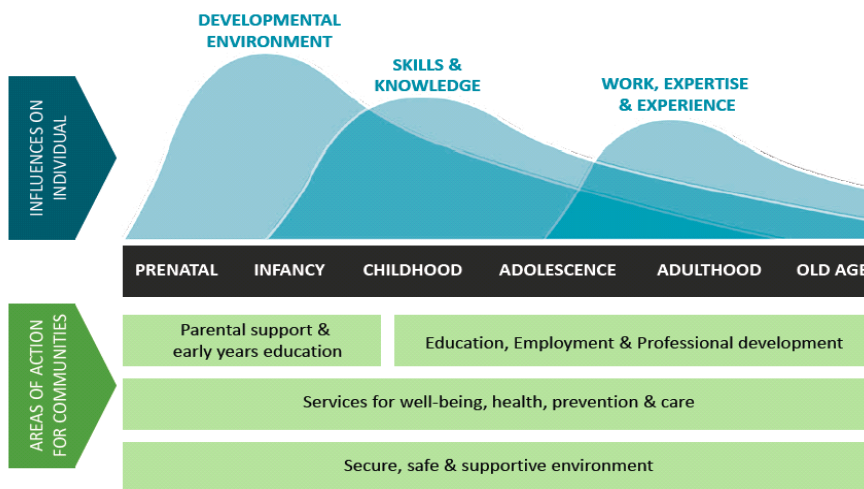 DEVELOPMENTAL
ENVIRONMENT
SKILLS &
KNOWLEDGE
WORK, EXPERTISE
& EXPERIENCE
INFLUENCES ON
INDIVIDUAL
PRENATAL INFANCY CHILDHOOD ADOLESCENCE ADULTHOOD OLD AGE
AREAS OF ACTION
FOR COMMUNITIES
Parental support &
early years education
Education, Employment & Professional development
Services for well-being, health, prevention & care
Secure, safe & supportive environment